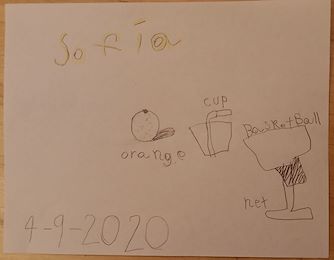 Sofia
cup
orange
BasketBall
net
4-9-2020